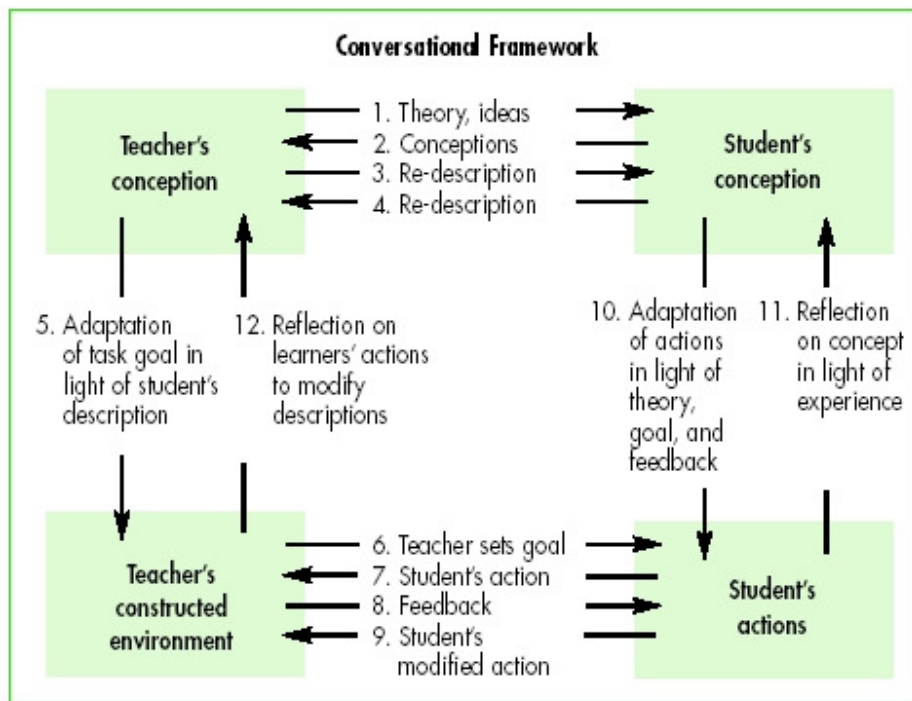 Conversational Framework
Teacher's
conception
1. Theory, ideas
2. Conceptions
3. Re-description
4. Re-description
Student's
conception
5. Adaptation
of task goal in
light of student's
description
12. Reflection on
learners' actions
to modify
descriptions
10. Adaptation
of actions
in light of
theory,
goal, and
feedback
11. Reflection
on concept
in light of
experience
Teacher's
constructed
environment
6. Teacher sets goal
7. Student's action
8. Feedback
9. Student's
modified action
Student's
actions